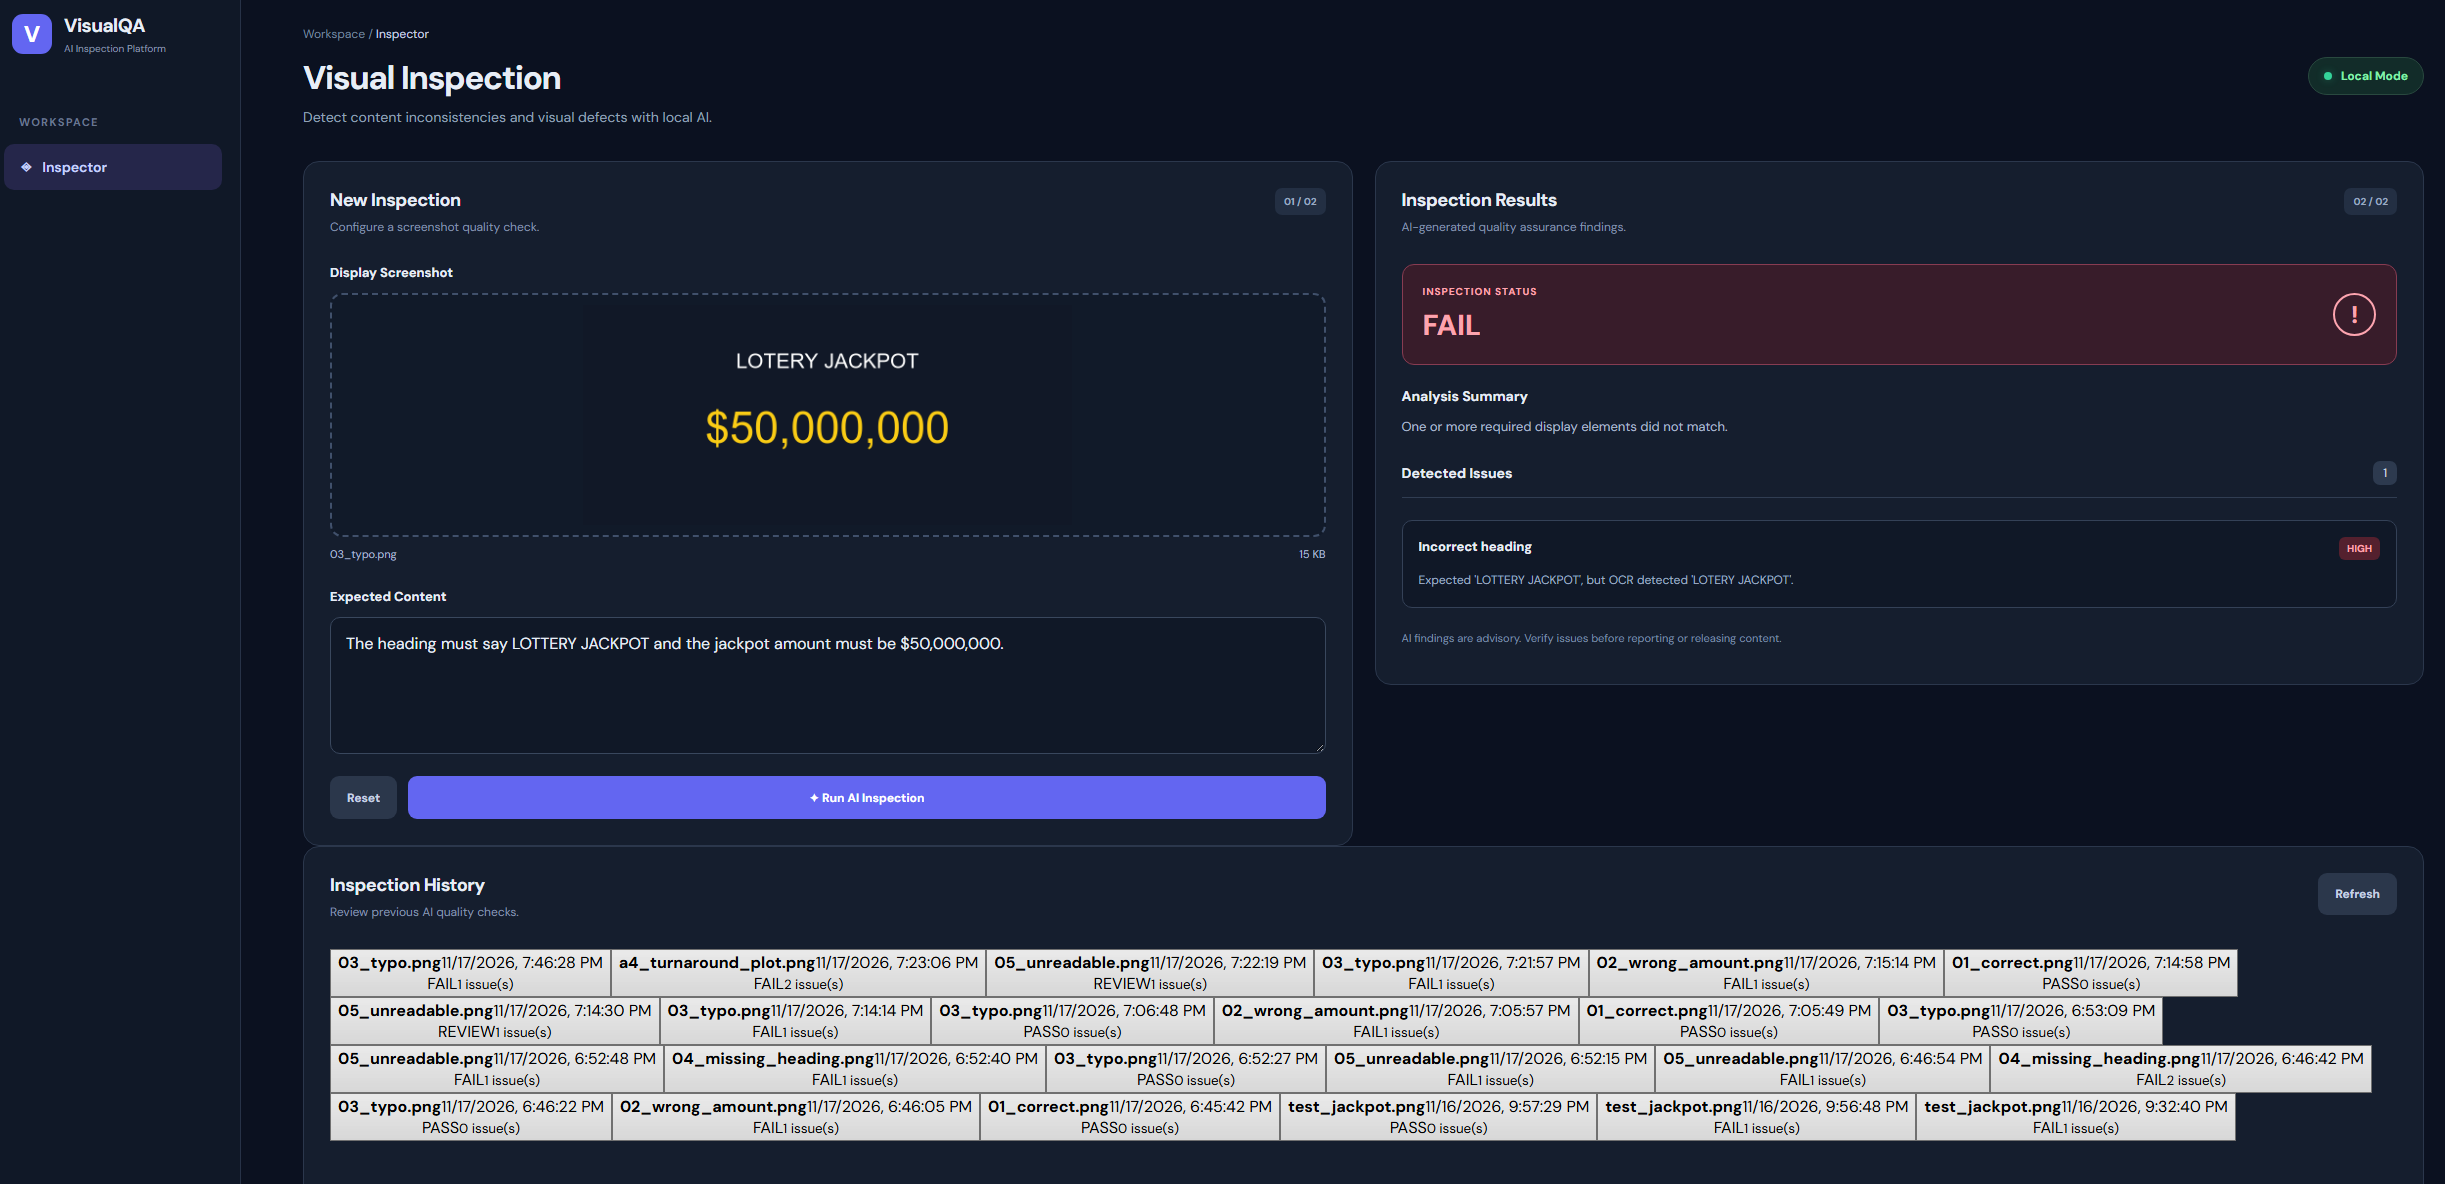 V
VisualQA
AI Inspection Platform
WORKSPACE
Inspector
Workspace / Inspector
Visual Inspection
Detect content inconsistencies and visual defects with local AI.
Local Mode
New Inspection
01 / 02
Configure a screenshot quality check.
Display Screenshot
LOTERY JACKPOT
$50,000,000
03_typo.png
15 KB
Expected Content
The heading must say LOTTERY JACKPOT and the jackpot amount must be $50,000,000.
Reset
Run AI Inspection
Inspection Results
02 / 02
AI-generated quality assurance findings.
INSPECTION STATUS
FAIL
!
Analysis Summary
One or more required display elements did not match.
Detected Issues
1
Incorrect heading
HIGH
Expected 'LOTTERY JACKPOT', but OCR detected 'LOTERY JACKPOT'.
AI findings are advisory. Verify issues before reporting or releasing content.
Inspection History
Review previous AI quality checks.
Refresh
03_typo.png11/17/2026, 7:46:28 PM
FAIL1 issue(s)
a4_turnaround_plot.png11/17/2026, 7:23:06 PM
FAIL2 issue(s)
05_unreadable.png11/17/2026, 7:22:19 PM
REVIEW1 issue(s)
03_typo.png11/17/2026, 7:21:57 PM
FAIL1 issue(s)
02_wrong_amount.png11/17/2026, 7:15:14 PM
FAIL1 issue(s)
01_correct.png11/17/2026, 7:14:58 PM
PASS0 issue(s)
05_unreadable.png11/17/2026, 7:14:30 PM
REVIEW1 issue(s)
03_typo.png11/17/2026, 7:14:14 PM
FAIL1 issue(s)
03_typo.png11/17/2026, 7:06:48 PM
PASS0 issue(s)
02_wrong_amount.png11/17/2026, 7:05:57 PM
FAIL1 issue(s)
01_correct.png11/17/2026, 7:05:49 PM
PASS0 issue(s)
03_typo.png11/17/2026, 6:53:09 PM
PASS0 issue(s)
05_unreadable.png11/17/2026, 6:52:48 PM
FAIL1 issue(s)
04_missing_heading.png11/17/2026, 6:52:40 PM
FAIL1 issue(s)
03_typo.png11/17/2026, 6:52:27 PM
PASS0 issue(s)
05_unreadable.png11/17/2026, 6:52:15 PM
FAIL1 issue(s)
05_unreadable.png11/17/2026, 6:46:54 PM
FAIL1 issue(s)
04_missing_heading.png11/17/2026, 6:46:42 PM
FAIL2 issue(s)
03_typo.png11/17/2026, 6:46:22 PM
PASS0 issue(s)
02_wrong_amount.png11/17/2026, 6:46:05 PM
FAIL1 issue(s)
01_correct.png11/17/2026, 6:45:42 PM
PASS0 issue(s)
test_jackpot.png11/16/2026, 9:57:29 PM
PASS0 issue(s)
test_jackpot.png11/16/2026, 9:56:48 PM
FAIL1 issue(s)
test_jackpot.png11/16/2026, 9:32:40 PM
FAIL1 issue(s)